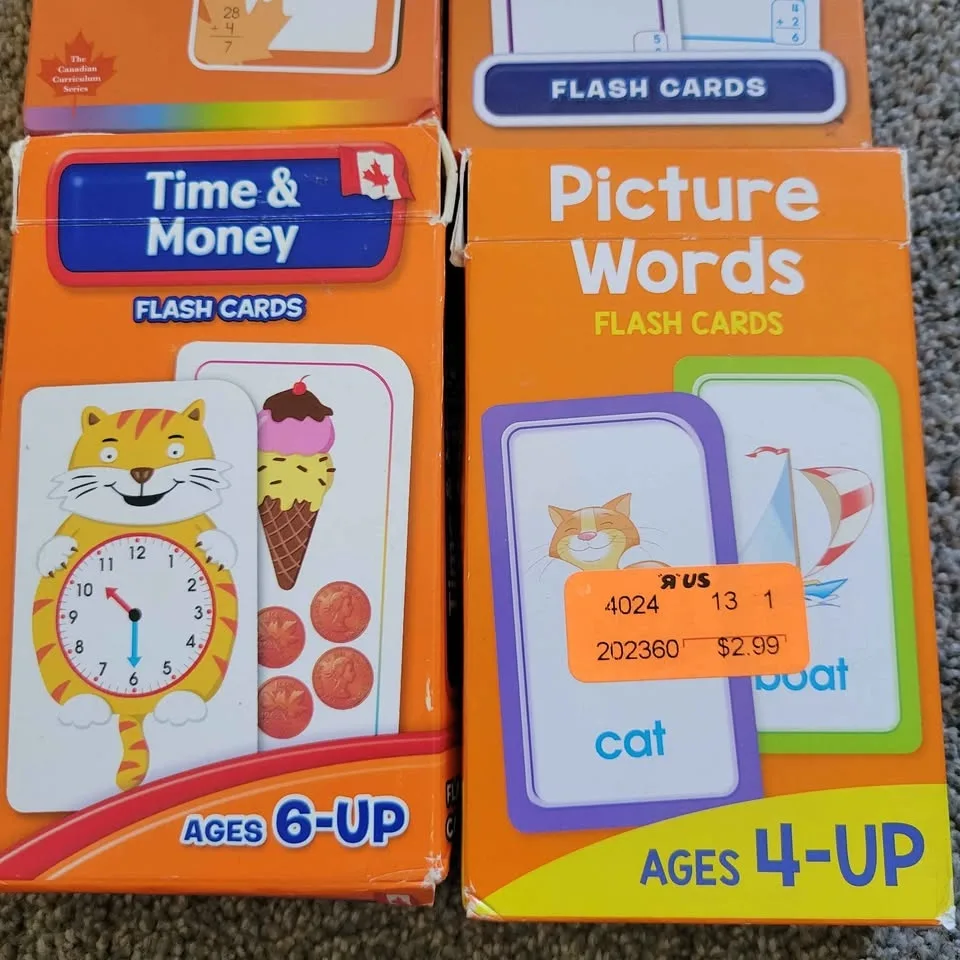 28
+ 4
7
The
Canadian
Curriculum
Series
5
+ 2
6
FLASH CARDS
Time &
Money
FLASH CARDS
12
11
1
10
2
9
3
8
4
7
5
6
AGES 6-UP
Picture
Words
FLASH CARDS
"R"US
4024 13 1
202360 $2.99
boat
cat
AGES 4-UP